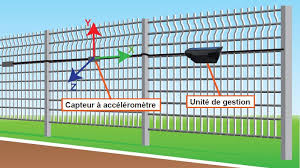 Y
X
Z
Capteur à accéléromètre
Unité de gestion